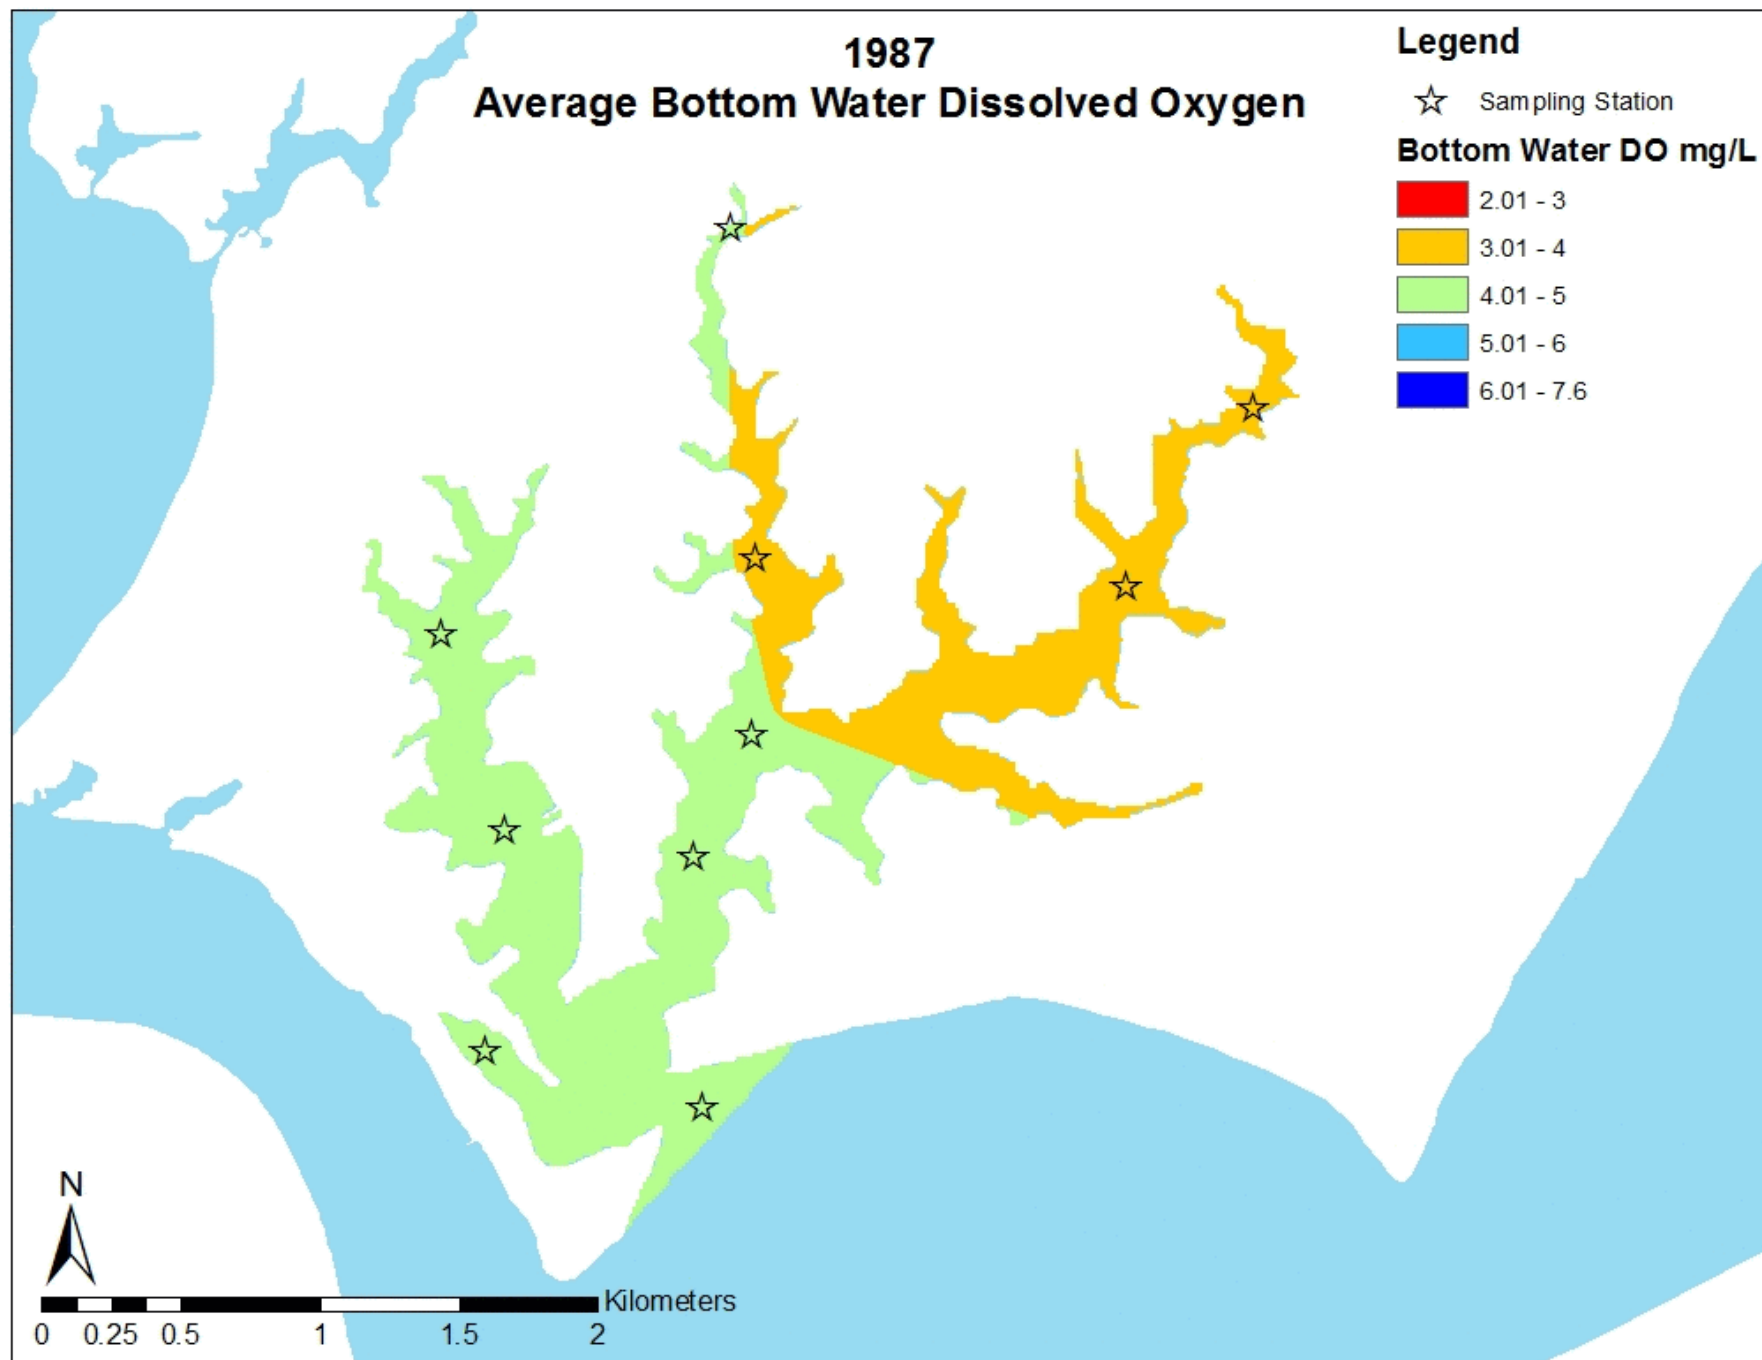 1987
Average Bottom Water Dissolved Oxygen
Legend
Sampling Station
Bottom Water DO mg/L
2.01 - 3
3.01 - 4
4.01 - 5
5.01 - 6
6.01 - 7.6
N
Kilometers
0 0.25 0.5 1 1.5 2